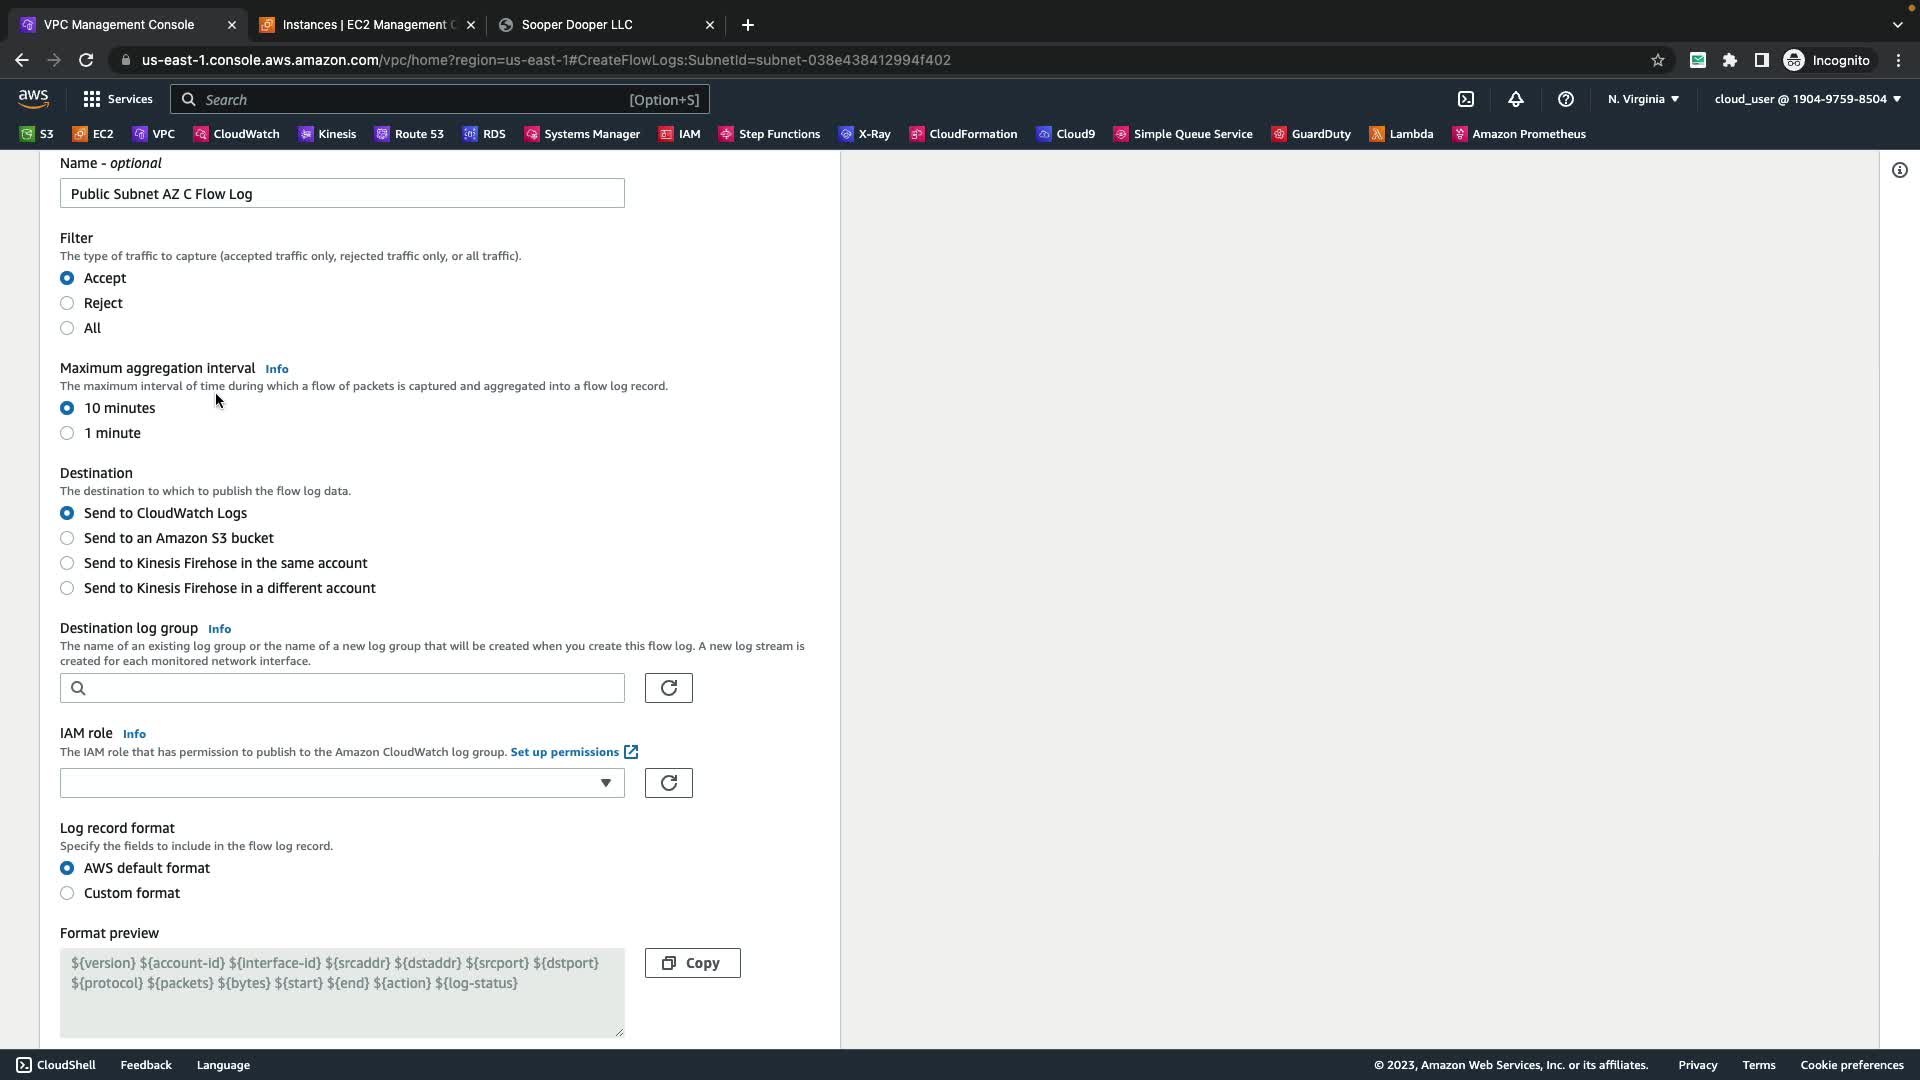 VPC Management Console
Instances | EC2 Management C
Sooper Dooper LLC
us-east-1.console.aws.amazon.com/vpc/home?region=us-east-1#CreateFlowLogs:SubnetId=subnet-038e438412994f402
Incognito
aws
Services
Search
[Option+S]
N. Virginia
cloud_user @ 1904-9759-8504
S3
EC2
VPC
CloudWatch
Kinesis
Route 53
RDS
Systems Manager
IAM
Step Functions
X-Ray
CloudFormation
Cloud9
Simple Queue Service
GuardDuty
Lambda
Amazon Prometheus
Name - optional
Public Subnet AZ C Flow Log
Filter
The type of traffic to capture (accepted traffic only, rejected traffic only, or all traffic).
Accept
Reject
All
Maximum aggregation interval Info
The maximum interval of time during which a flow of packets is captured and aggregated into a flow log record.
10 minutes
1 minute
Destination
The destination to which to publish the flow log data.
Send to CloudWatch Logs
Send to an Amazon S3 bucket
Send to Kinesis Firehose in the same account
Send to Kinesis Firehose in a different account
Destination log group Info
The name of an existing log group or the name of a new log group that will be created when you create this flow log. A new log stream is
created for each monitored network interface.
IAM role Info
The IAM role that has permission to publish to the Amazon CloudWatch log group. Set up permissions
Log record format
Specify the fields to include in the flow log record.
AWS default format
Custom format
Format preview
${version} ${account-id} ${interface-id} ${srcaddr} ${dstaddr} ${srcport} ${dstport}
${protocol} ${packets} ${bytes} ${start} ${end} ${action} ${log-status}
Copy
CloudShell
Feedback
Language
© 2023, Amazon Web Services, Inc. or its affiliates.
Privacy
Terms
Cookie preferences